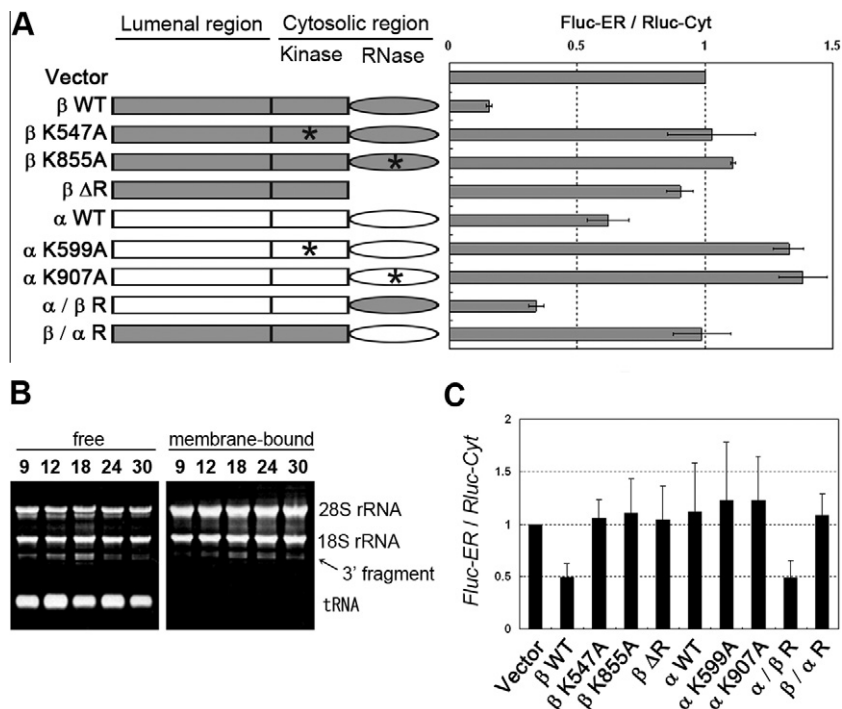 A
Lumenal region Cytosolic region
Kinase RNase
Fluc-ER / Rluc-Cyt
0 0.5 1 1.5
Vector
β WT
β K547A *
β K855A *
β ΔR
α WT
α K599A *
α K907A *
α / β R
β / α R
B
free membrane-bound
9 12 18 24 30 9 12 18 24 30
28S rRNA
18S rRNA
3' fragment
tRNA
C
Fluc-ER / Rluc-Cyt
2
1.5
1
0.5
0
Vector
β WT
β K547A
β K855A
β ΔR
α WT
α K599A
α K907A
α / β R
β / α R